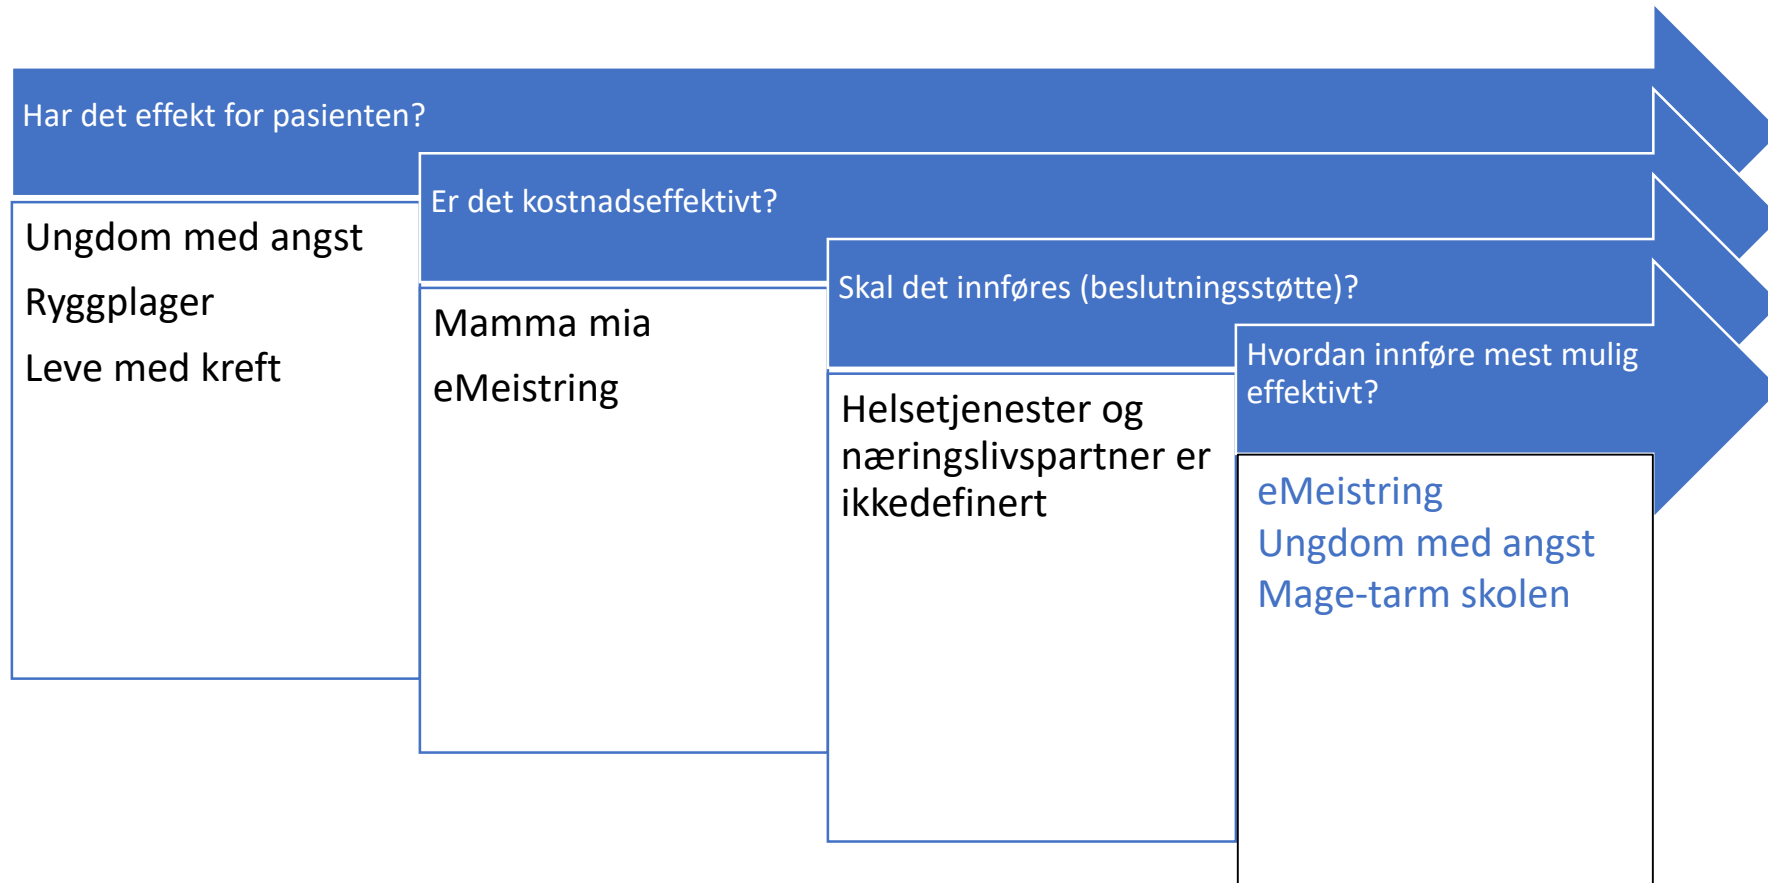 Har det effekt for pasienten?
Ungdom med angst
Ryggplager
Leve med kreft
Er det kostnadseffektivt?
Mamma mia
eMeistring
Skal det innføres (beslutningsstøtte)?
Helsetjenester og
næringslivspartner er
ikkedefinert
Hvordan innføre mest mulig
effektivt?
eMeistring
Ungdom med angst
Mage-tarm skolen